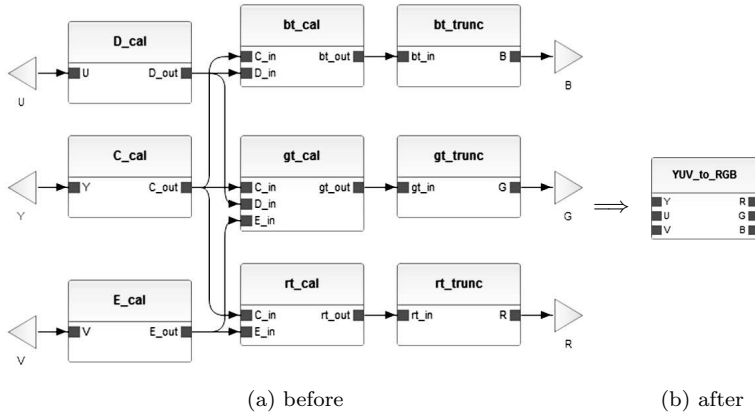 D_cal
U
D_out
U
C_cal
Y
C_out
Y
E_cal
V
E_out
V
bt_cal
C_in
bt_out
D_in
bt_trunc
bt_in
B
B
gt_cal
C_in
gt_out
D_in
E_in
gt_trunc
gt_in
G
G
rt_cal
C_in
rt_out
E_in
rt_trunc
rt_in
R
R
⟹
YUV_to_RGB
Y R
U G
V B
(a) before
(b) after